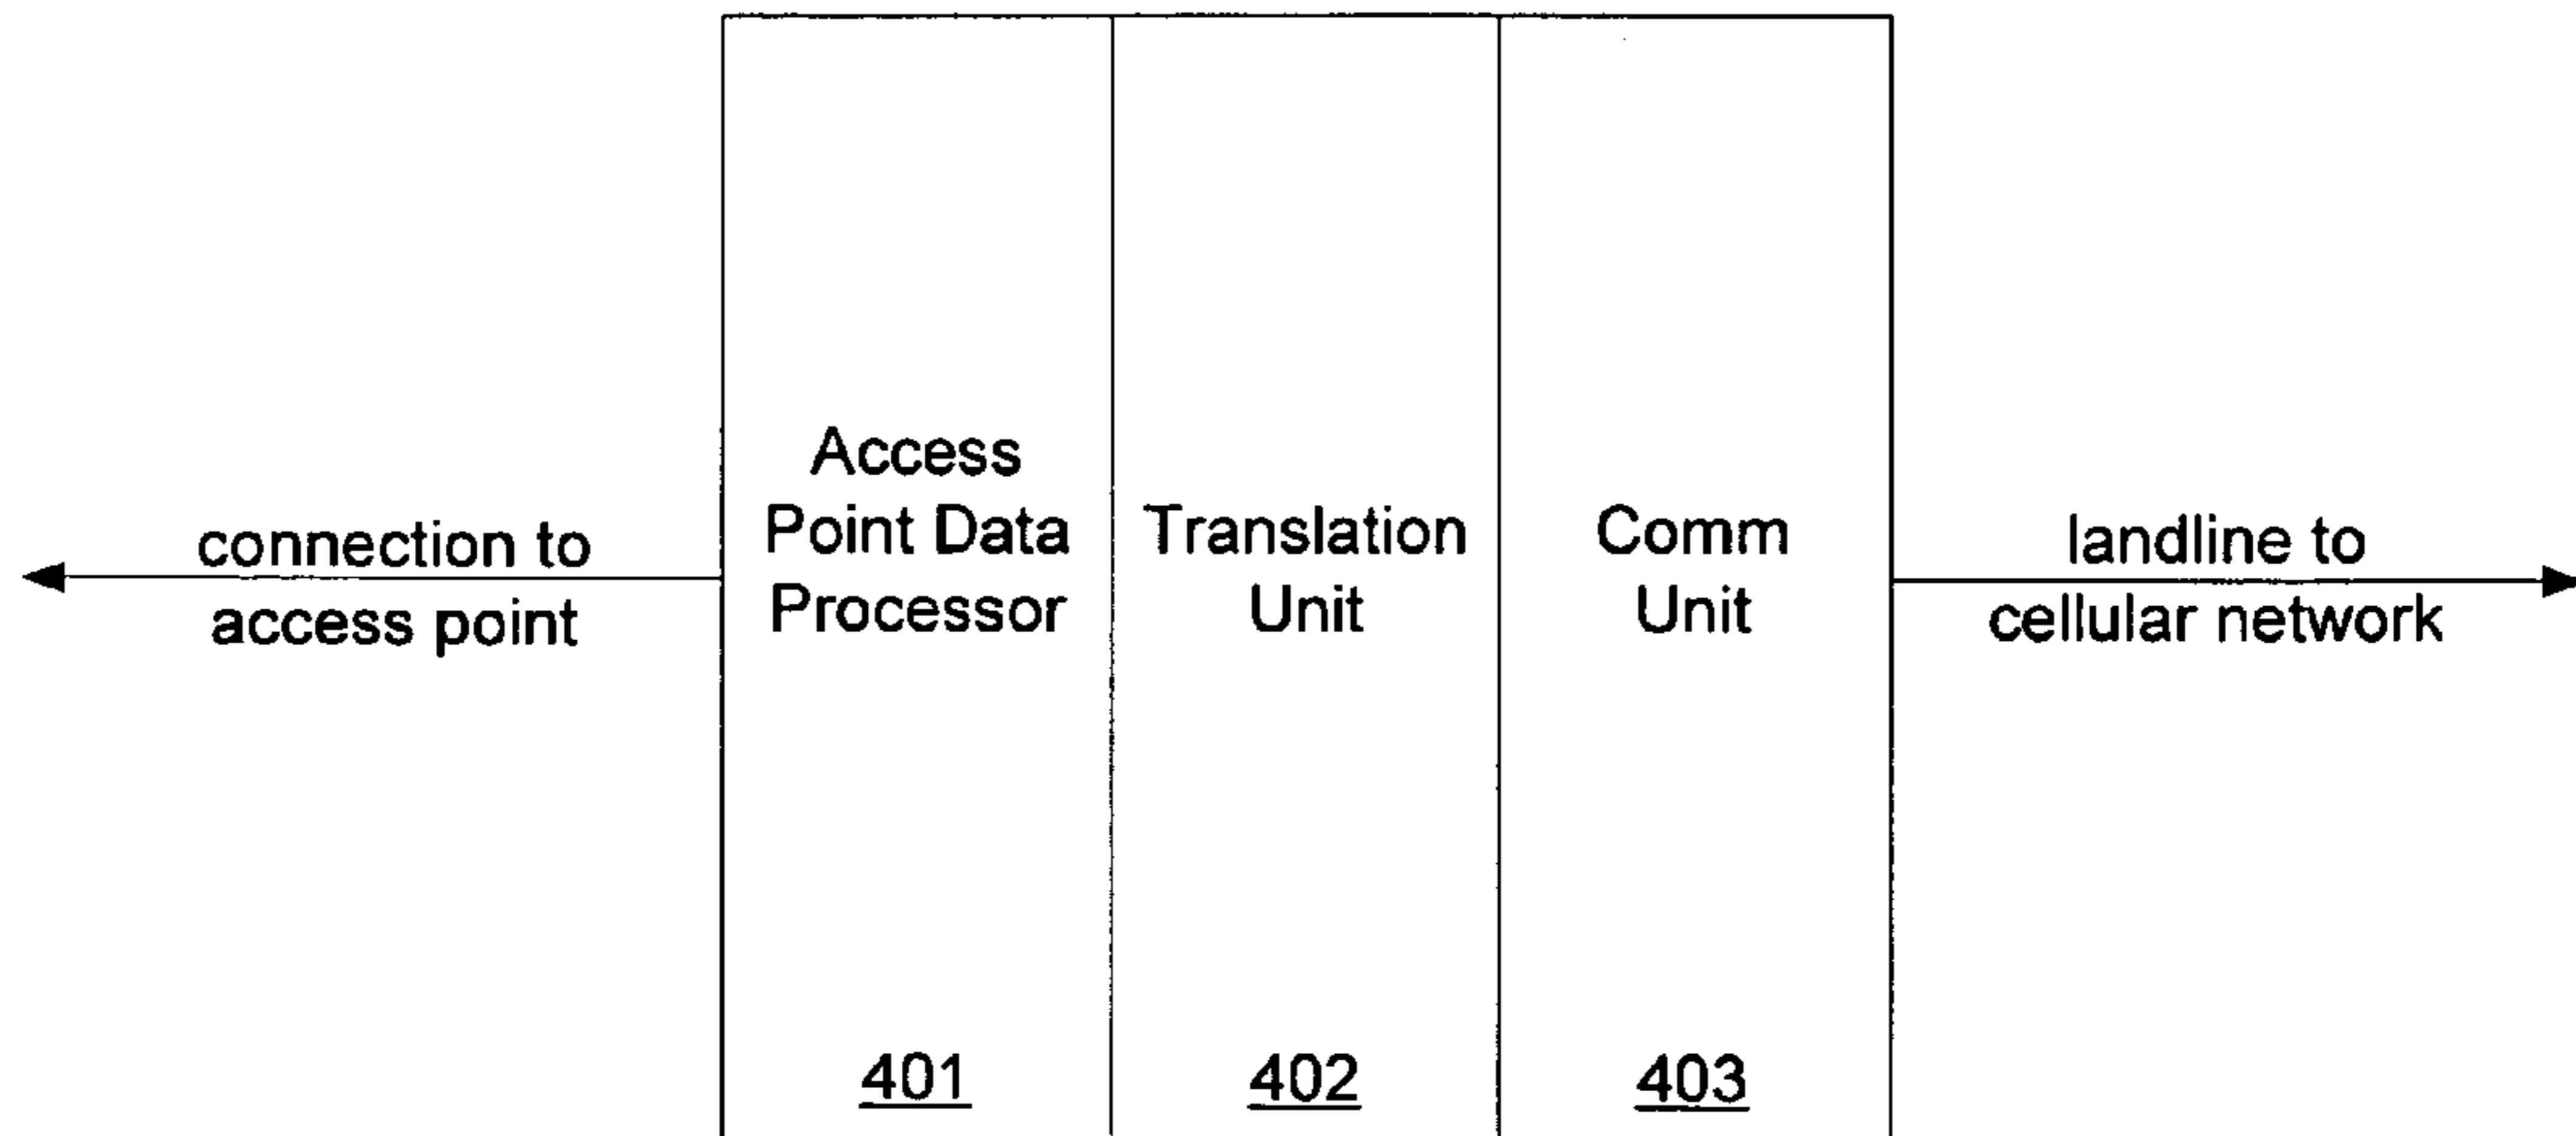 connection to
access point
Access
Point Data
Processor
401
Translation
Unit
402
Comm
Unit
403
landline to
cellular network